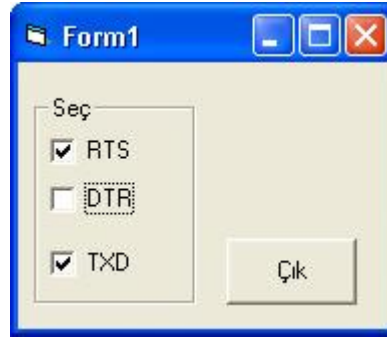 Form1
Seç
RTS
DTR
TXD
Çık